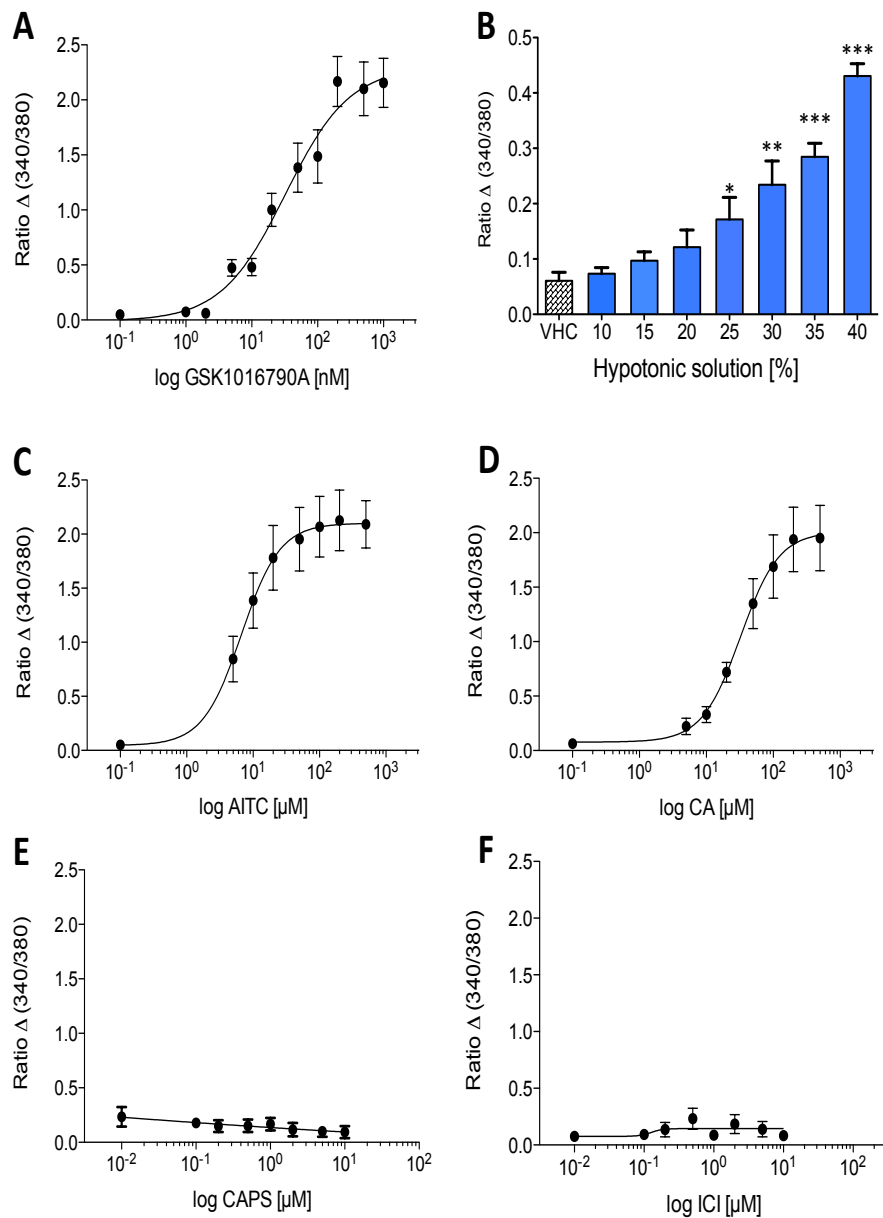 A
Ratio Δ (340/380)
2.5
2.0
1.5
1.0
0.5
0.0
10⁻¹ 10⁰ 10¹ 10² 10³
log GSK1016790A [nM]
B
Ratio Δ (340/380)
0.5
0.4
0.3
0.2
0.1
0.0
* ** *** ***
VHC 10 15 20 25 30 35 40
Hypotonic solution [%]
C
Ratio Δ (340/380)
2.5
2.0
1.5
1.0
0.5
0.0
10⁻¹ 10⁰ 10¹ 10² 10³
log AITC [µM]
D
Ratio Δ (340/380)
2.5
2.0
1.5
1.0
0.5
0.0
10⁻¹ 10⁰ 10¹ 10² 10³
log CA [µM]
E
Ratio Δ (340/380)
2.5
2.0
1.5
1.0
0.5
0.0
10⁻² 10⁻¹ 10⁰ 10¹ 10²
log CAPS [µM]
F
Ratio Δ (340/380)
2.5
2.0
1.5
1.0
0.5
0.0
10⁻² 10⁻¹ 10⁰ 10¹ 10²
log ICI [µM]